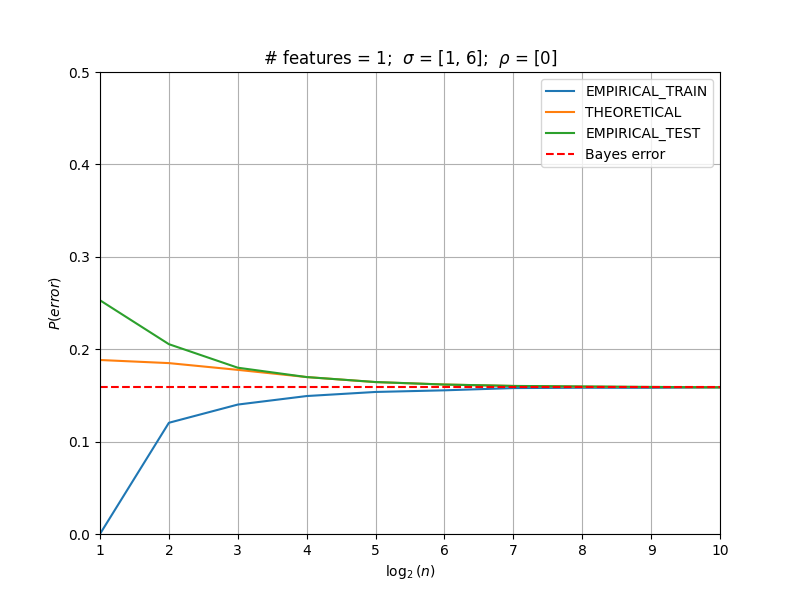 # features = 1; σ = [1, 6]; ρ = [0]
EMPIRICAL_TRAIN
THEORETICAL
EMPIRICAL_TEST
Bayes error
P(error)
0.5
0.4
0.3
0.2
0.1
0.0
1 2 3 4 5 6 7 8 9 10
log₂(n)